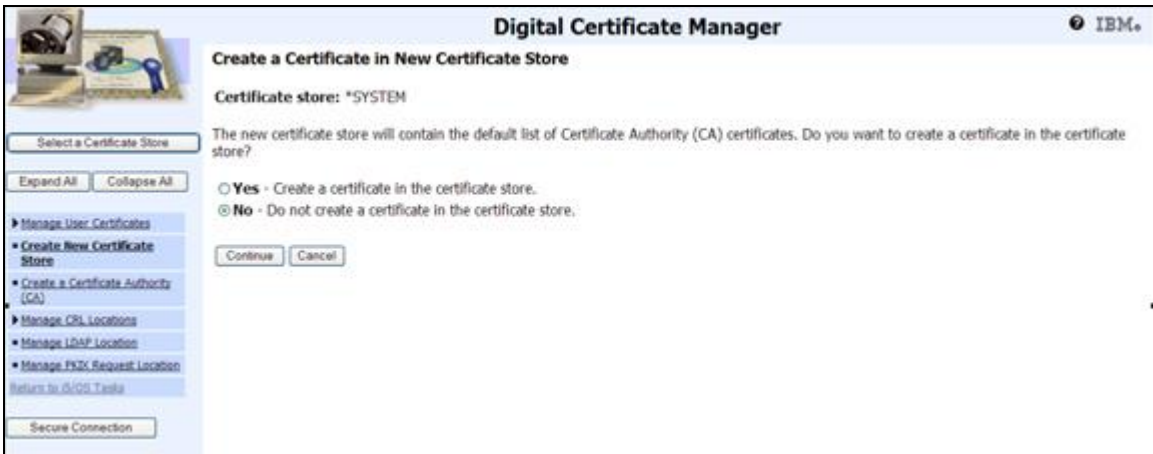 Digital Certificate Manager
IBM.
Create a Certificate in New Certificate Store
Certificate store: *SYSTEM
The new certificate store will contain the default list of Certificate Authority (CA) certificates. Do you want to create a certificate in the certificate
store?
Yes - Create a certificate in the certificate store.
No - Do not create a certificate in the certificate store.
Continue
Cancel
Select a Certificate Store
Expand All
Collapse All
Manage User Certificates
Create New Certificate
Store
Create a Certificate Authority
(CA)
Manage CRL Locations
Manage LDAP Location
Manage PKIX Request Location
Return to i5/OS Tasks
Secure Connection